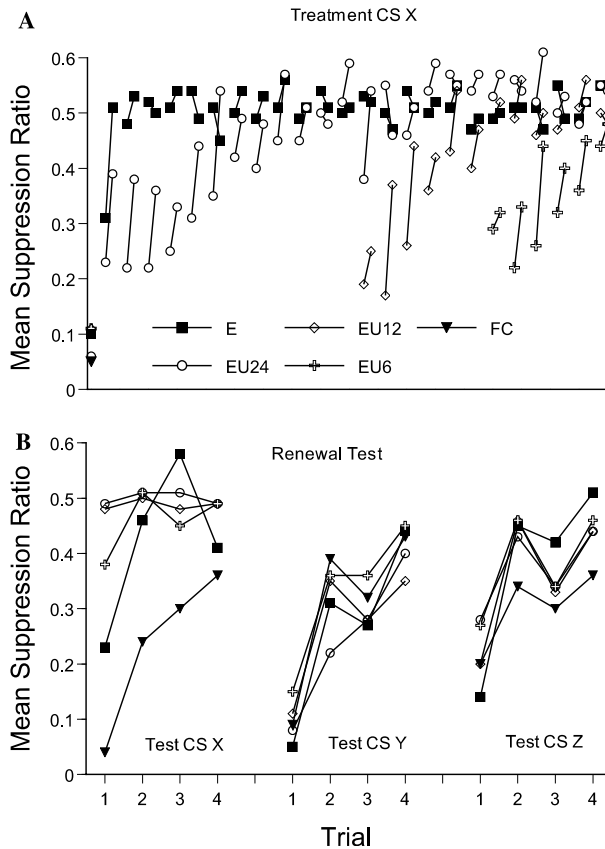 A
Treatment CS X
Mean Suppression Ratio
0.6
0.5
0.4
0.3
0.2
0.1
0
E
EU12
FC
EU24
EU6
B
Renewal Test
Mean Suppression Ratio
0.6
0.5
0.4
0.3
0.2
0.1
0
Test CS X
Test CS Y
Test CS Z
1 2 3 4 1 2 3 4 1 2 3 4
Trial